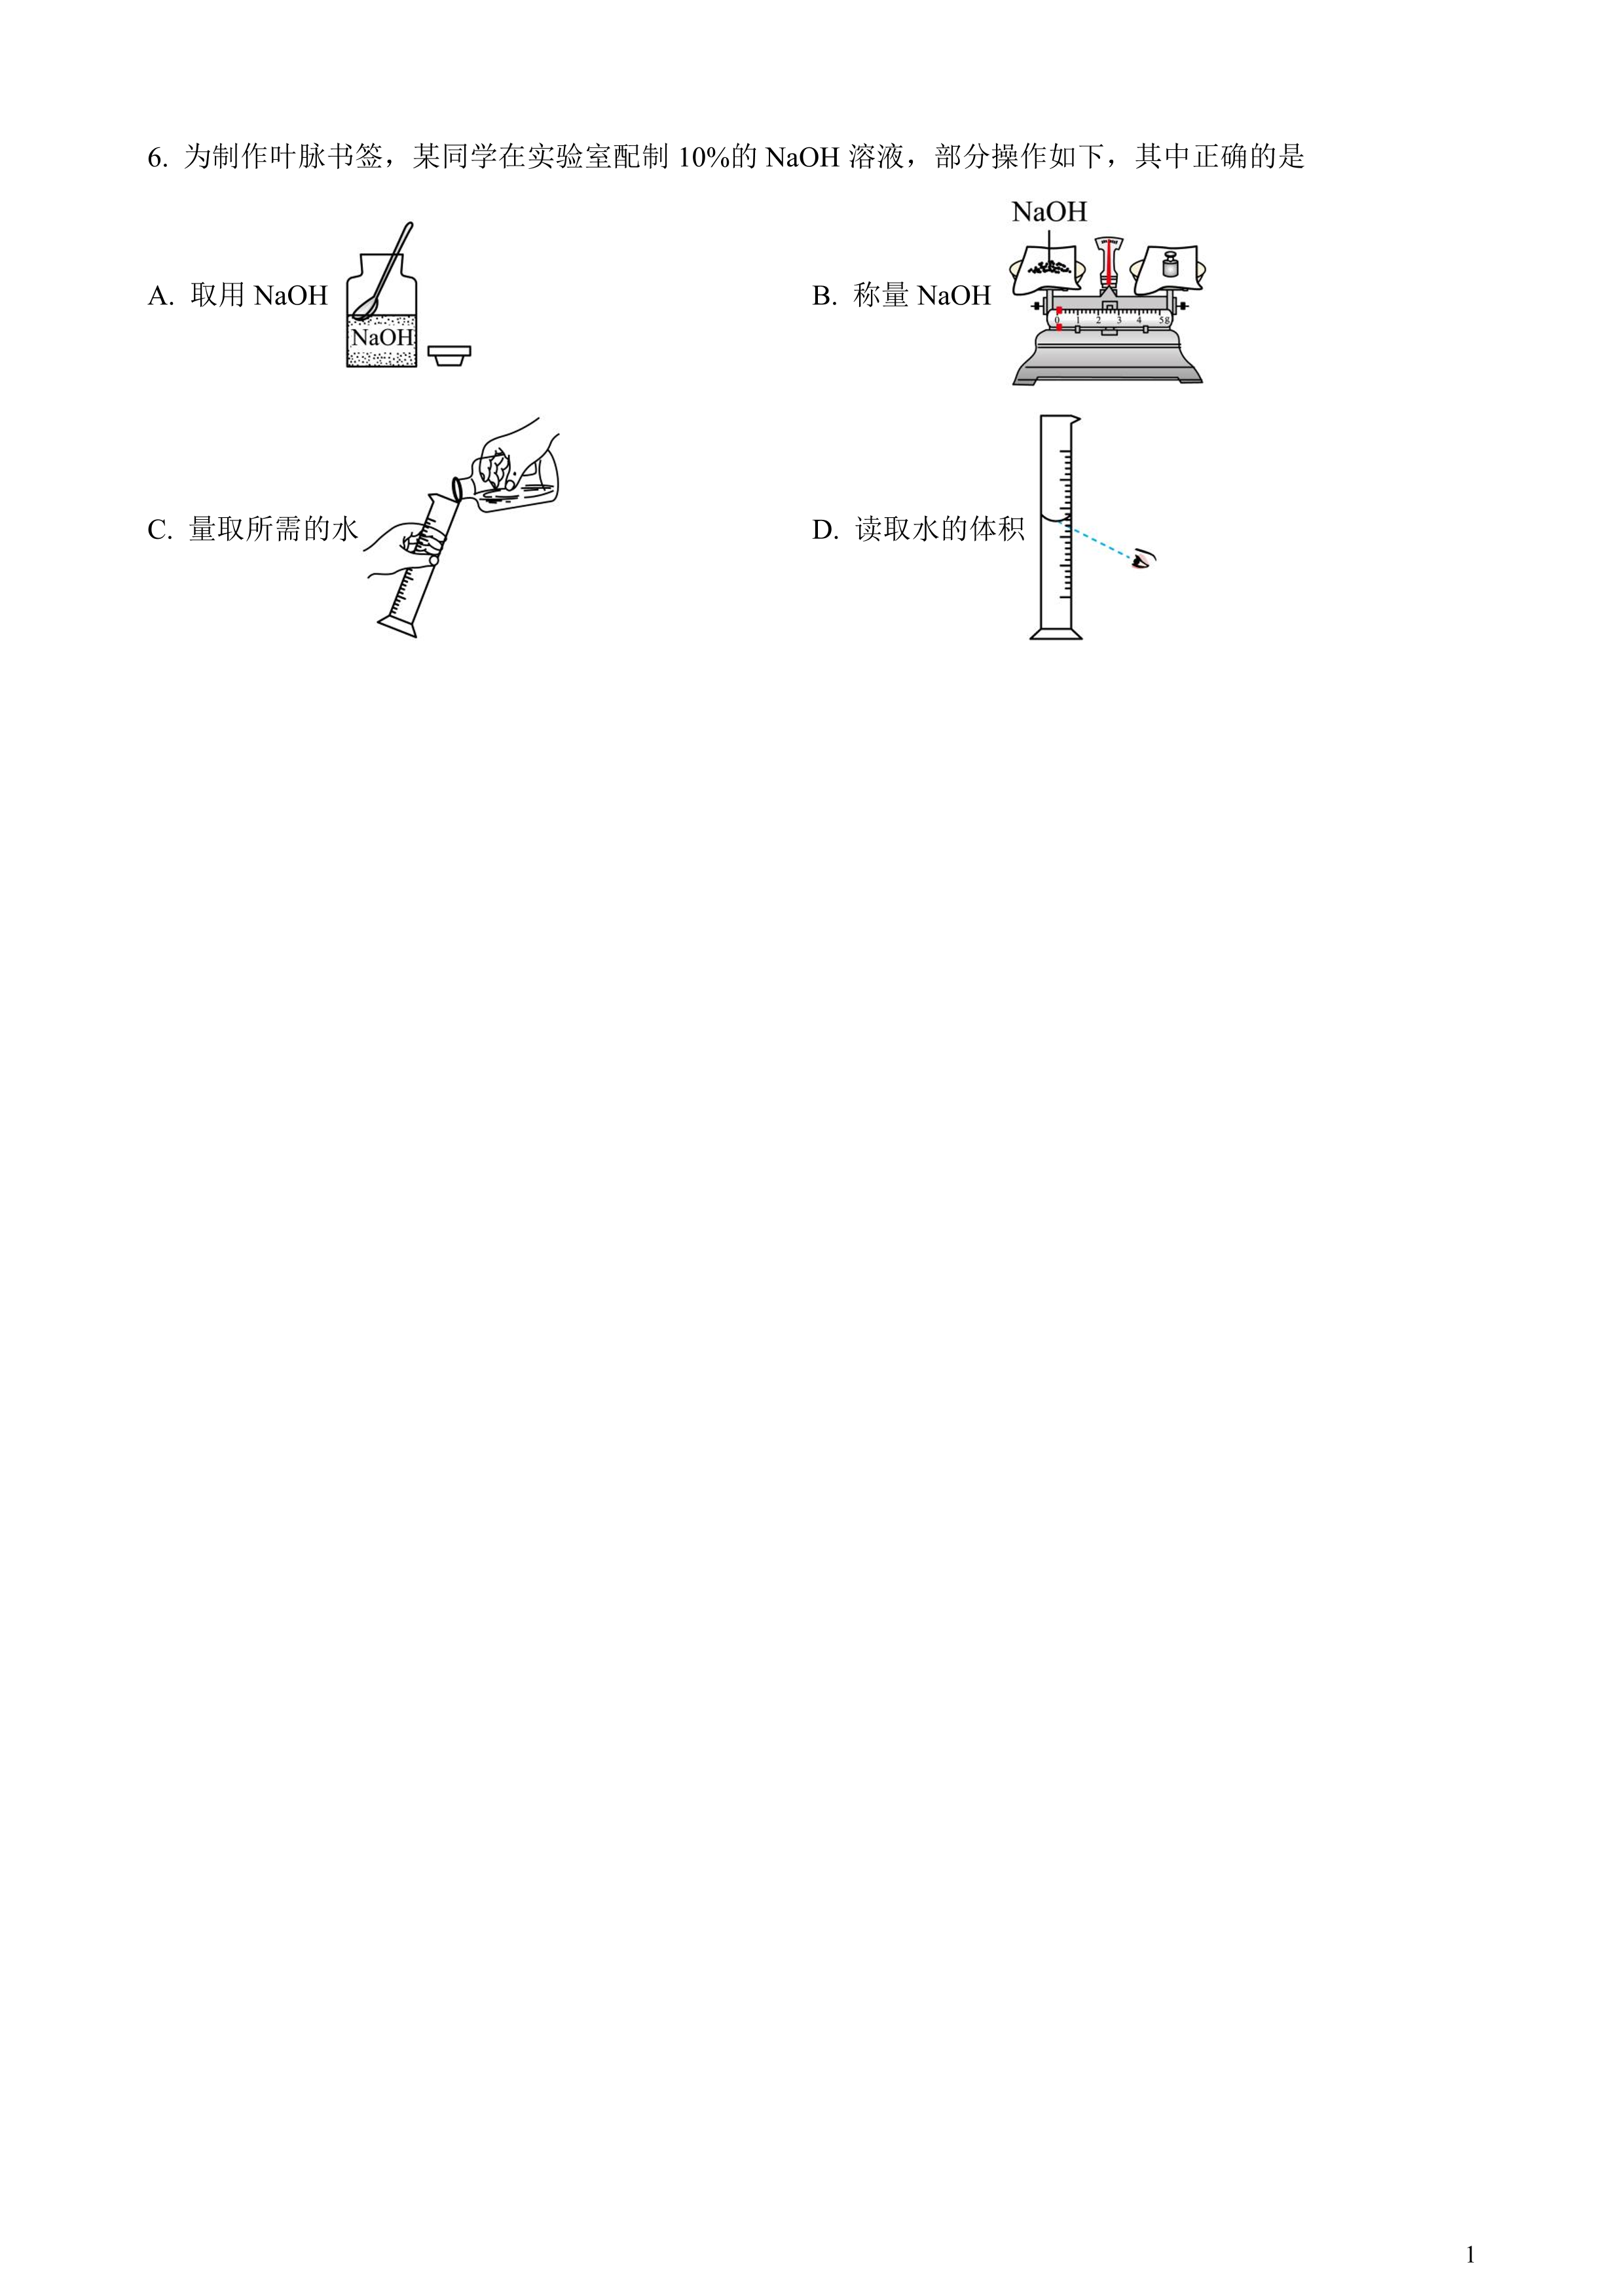 6. 为制作叶脉书签，某同学在实验室配制 10%的 NaOH 溶液，部分操作如下，其中正确的是
A. 取用 NaOH
NaOH
B. 称量 NaOH
NaOH
0 1 2 3 4 5g
C. 量取所需的水
D. 读取水的体积
1